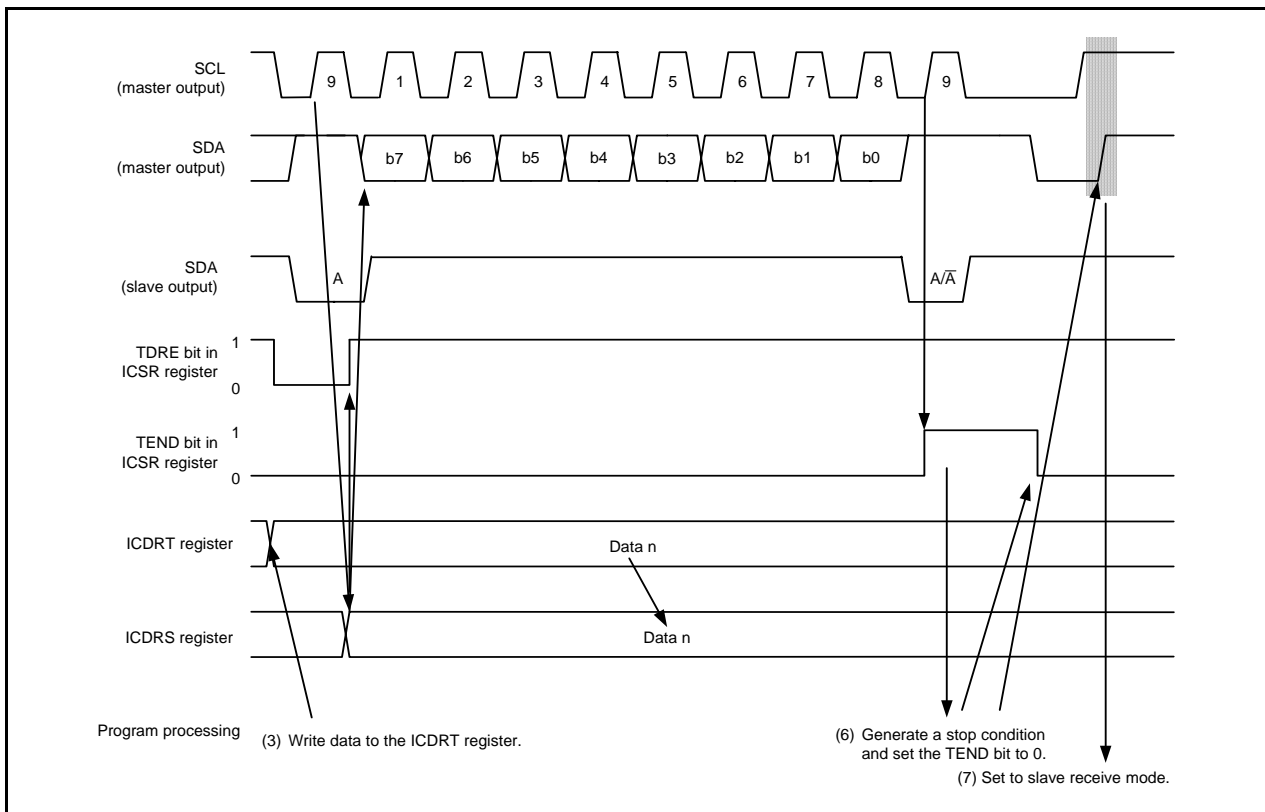 SCL
(master output)
9 1 2 3 4 5 6 7 8 9
SDA
(master output)
b7 b6 b5 b4 b3 b2 b1 b0
SDA
(slave output)
A A/A̅
TDRE bit in
ICSR register
1
0
TEND bit in
ICSR register
1
0
ICDRT register
Data n
ICDRS register
Data n
Program processing
(3) Write data to the ICDRT register.
(6) Generate a stop condition
and set the TEND bit to 0.
(7) Set to slave receive mode.